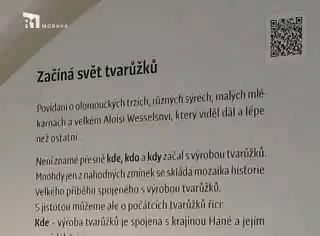 R1
MORAVA
Začíná svět tvarůžků
Povídání o olomouckých trzích, různých sýrech, malých mlé-
kárnách a velkém Aloisi Wesselsovi, který viděl dál a lépe
než ostatní...
Není známé přesně kde, kdo a kdy začal s výrobou tvarůžků.
Mnohdy jen z náhodných zmínek se skládá mozaika historie
velkého příběhu spojeného s výrobou tvarůžků.
S jistotou můžeme ale o počátcích tvarůžků říci:
Kde - výroba tvarůžků je spojena s krajinou Hané a jejím